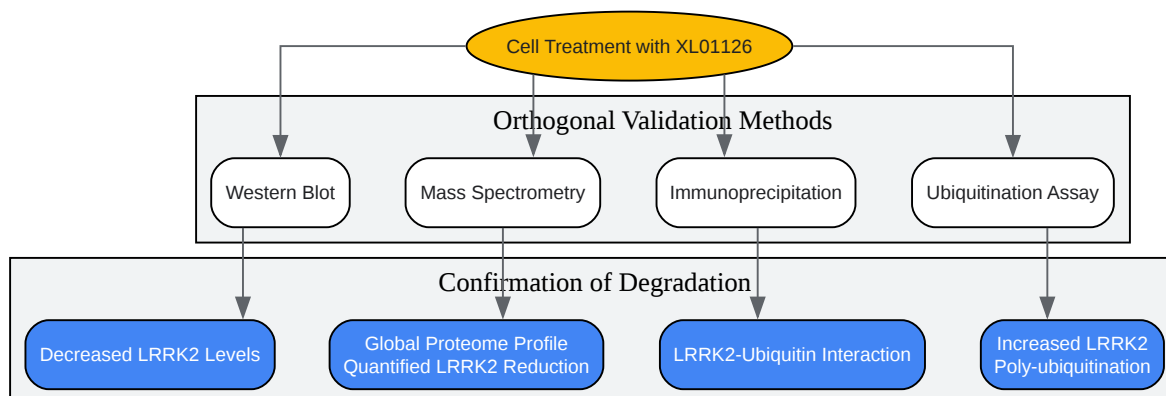 Cell Treatment with XL01126
Orthogonal Validation Methods
Western Blot
Mass Spectrometry
Immunoprecipitation
Ubiquitination Assay
Confirmation of Degradation
Decreased LRRK2 Levels
Global Proteome Profile
Quantified LRRK2 Reduction
LRRK2-Ubiquitin Interaction
Increased LRRK2
Poly-ubiquitination